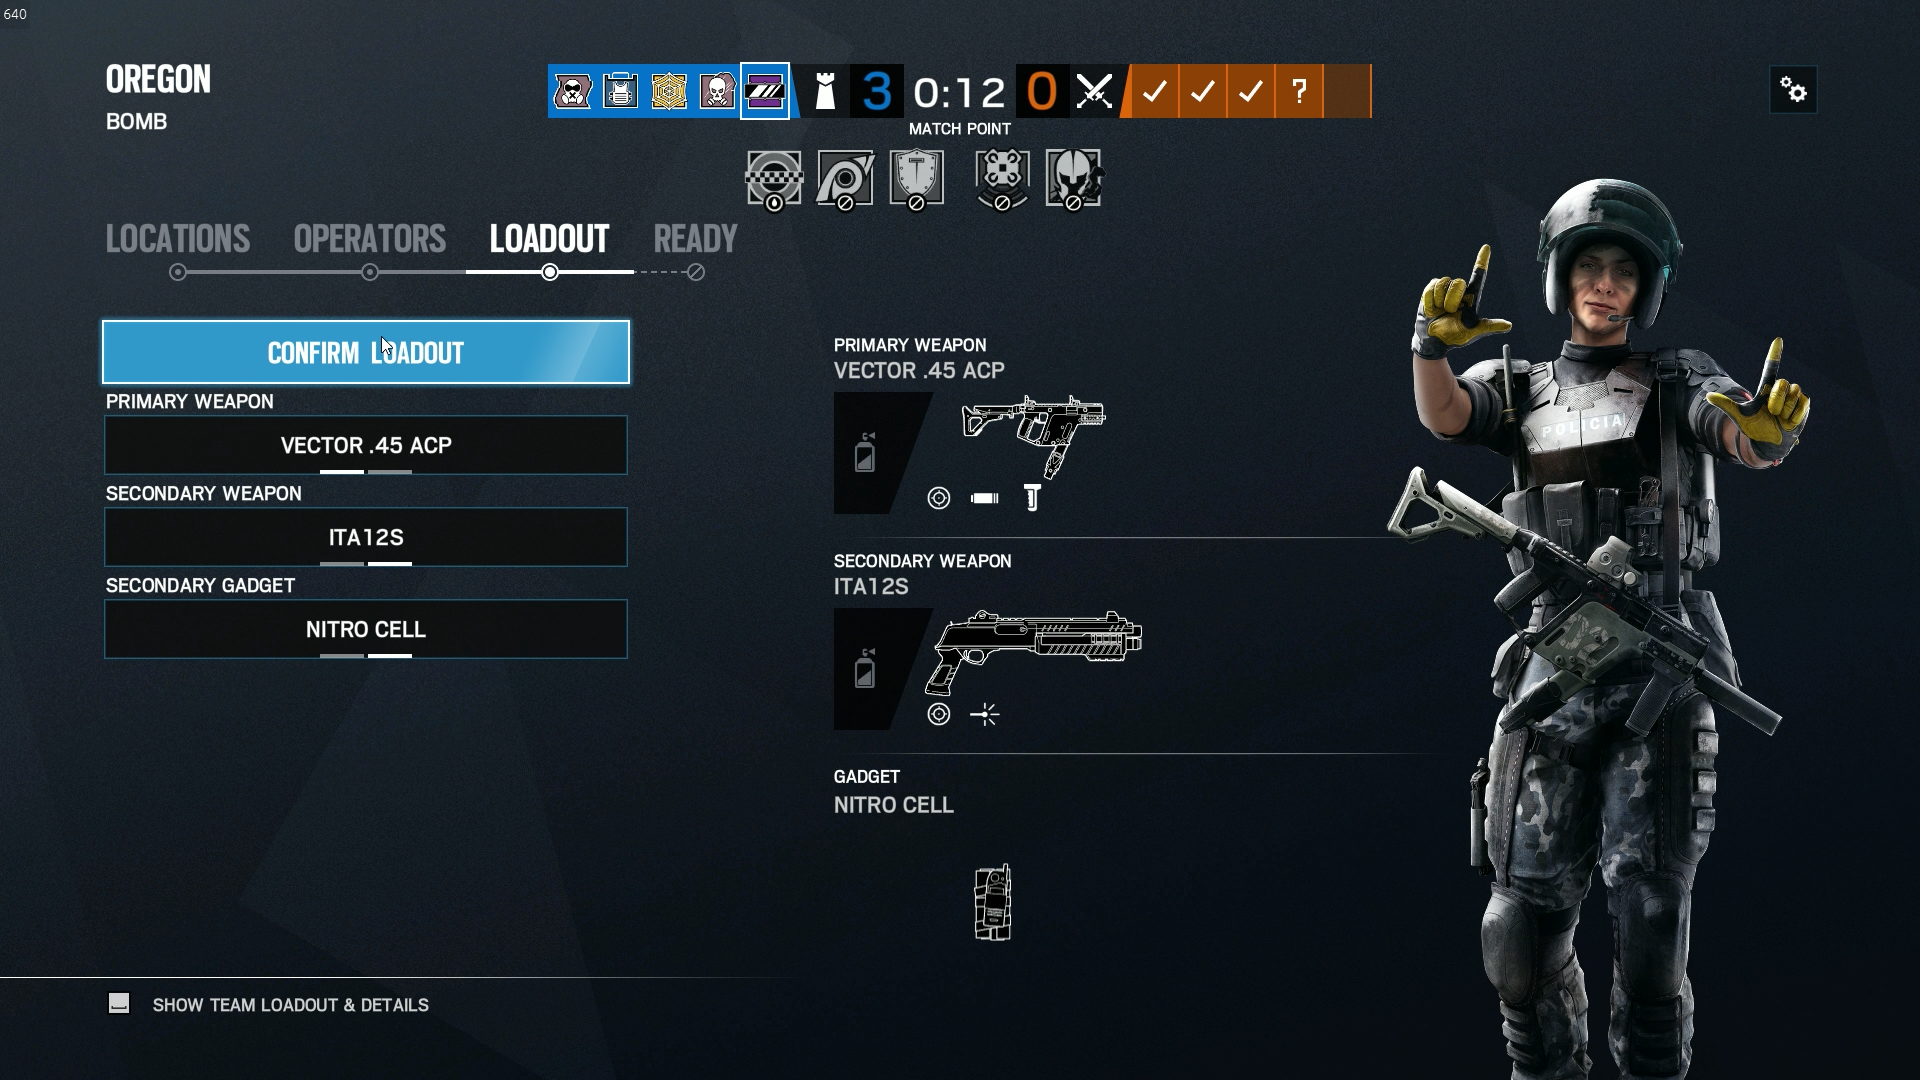 640
OREGON
BOMB
3 0:12 0 ?
MATCH POINT
LOCATIONS OPERATORS LOADOUT READY
CONFIRM LOADOUT
PRIMARY WEAPON
VECTOR .45 ACP
SECONDARY WEAPON
ITA12S
SECONDARY GADGET
NITRO CELL
PRIMARY WEAPON
VECTOR .45 ACP
SECONDARY WEAPON
ITA12S
GADGET
NITRO CELL
POLICIA
SHOW TEAM LOADOUT & DETAILS